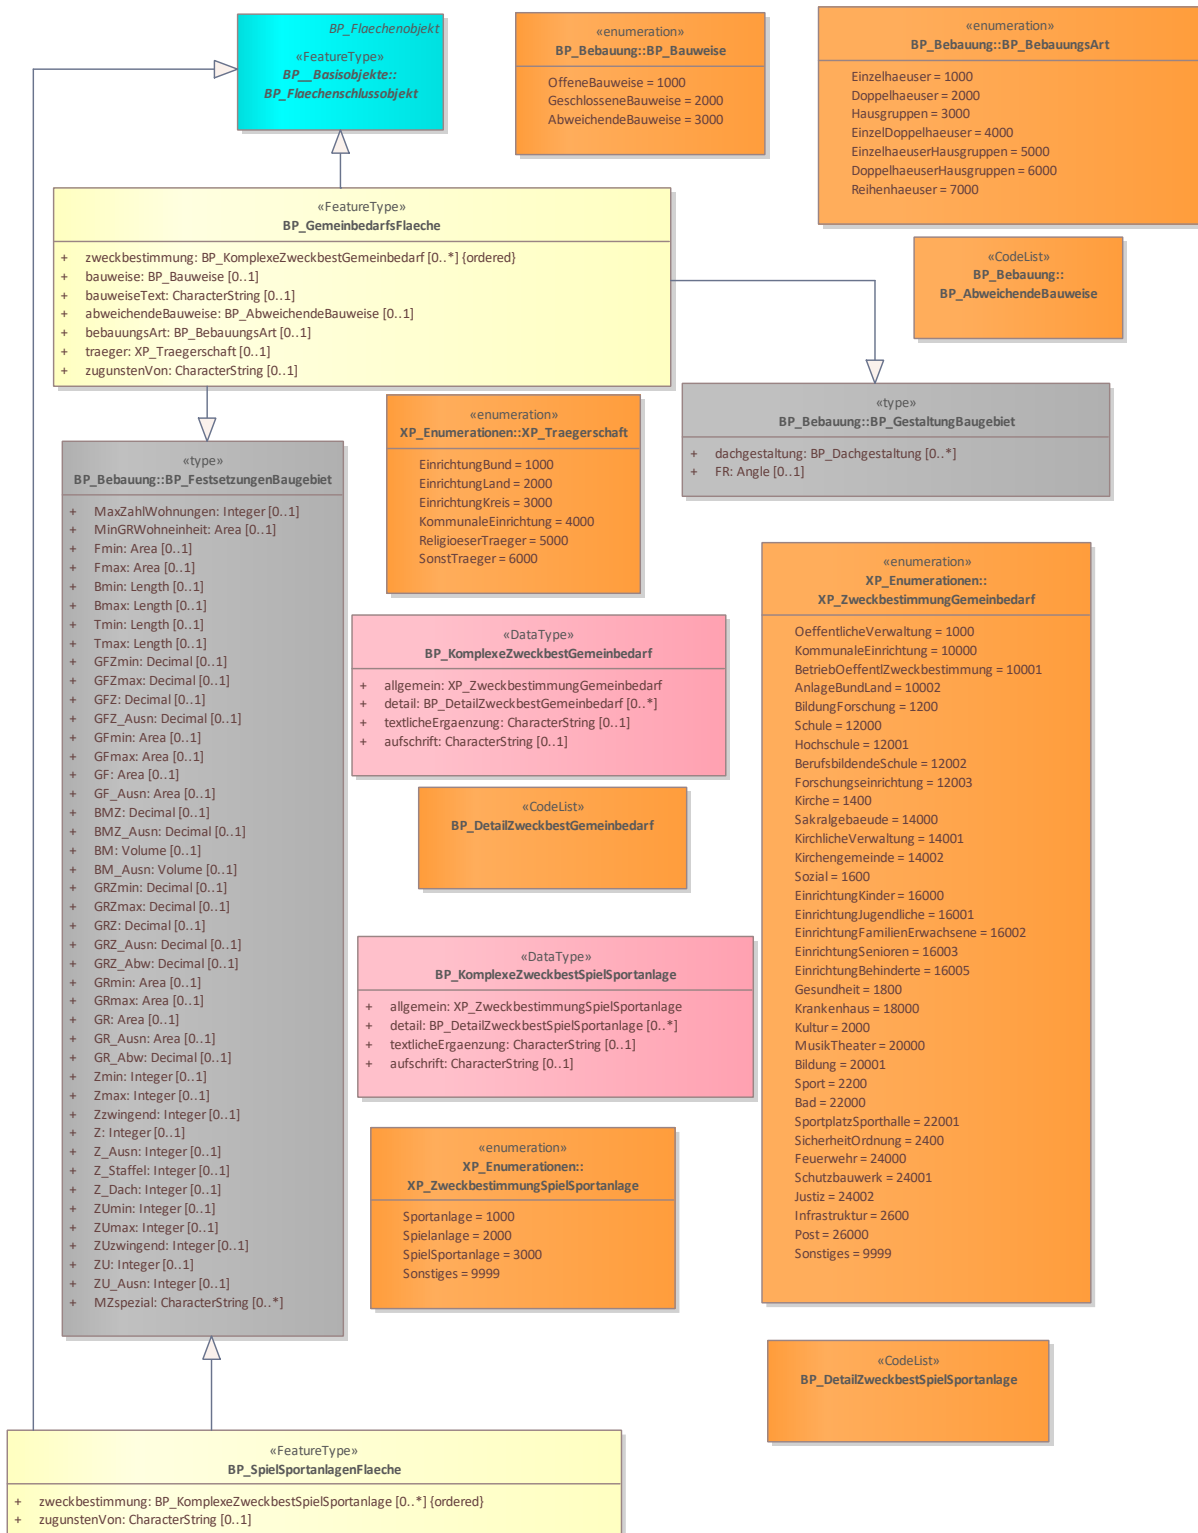 BP_Flaechenobjekt
«FeatureType»
BP__Basisobjekte::
BP_Flaechenschlussobjekt
«enumeration»
BP_Bebauung::BP_Bauweise
OffeneBauweise = 1000
GeschlosseneBauweise = 2000
AbweichendeBauweise = 3000
«enumeration»
BP_Bebauung::BP_BebauungsArt
Einzelhaeuser = 1000
Doppelhaeuser = 2000
Hausgruppen = 3000
EinzelDoppelhaeuser = 4000
EinzelhaeuserHausgruppen = 5000
DoppelhaeuserHausgruppen = 6000
Reihenhaeuser = 7000
«FeatureType»
BP_GemeinbedarfsFlaeche
+ zweckbestimmung: BP_KomplexeZweckbestGemeinbedarf [0..*] {ordered}
+ bauweise: BP_Bauweise [0..1]
+ bauweiseText: CharacterString [0..1]
+ abweichendeBauweise: BP_AbweichendeBauweise [0..1]
+ bebauungsArt: BP_BebauungsArt [0..1]
+ traeger: XP_Traegerschaft [0..1]
+ zugunstenVon: CharacterString [0..1]
«CodeList»
BP_Bebauung::
BP_AbweichendeBauweise
«type»
BP_Bebauung::BP_GestaltungBaugebiet
+ dachgestaltung: BP_Dachgestaltung [0..*]
+ FR: Angle [0..1]
«enumeration»
XP_Enumerationen::XP_Traegerschaft
EinrichtungBund = 1000
EinrichtungLand = 2000
EinrichtungKreis = 3000
KommunaleEinrichtung = 4000
ReligioeserTraeger = 5000
SonstTraeger = 6000
«type»
BP_Bebauung::BP_FestsetzungenBaugebiet
+ MaxZahlWohnungen: Integer [0..1]
+ MinGRWohneinheit: Area [0..1]
+ Fmin: Area [0..1]
+ Fmax: Area [0..1]
+ Bmin: Length [0..1]
+ Bmax: Length [0..1]
+ Tmin: Length [0..1]
+ Tmax: Length [0..1]
+ GFZmin: Decimal [0..1]
+ GFZmax: Decimal [0..1]
+ GFZ: Decimal [0..1]
+ GFZ_Ausn: Decimal [0..1]
+ GFmin: Area [0..1]
+ GFmax: Area [0..1]
+ GF: Area [0..1]
+ GF_Ausn: Area [0..1]
+ BMZ: Decimal [0..1]
+ BMZ_Ausn: Decimal [0..1]
+ BM: Volume [0..1]
+ BM_Ausn: Volume [0..1]
+ GRZmin: Decimal [0..1]
+ GRZmax: Decimal [0..1]
+ GRZ: Decimal [0..1]
+ GRZ_Ausn: Decimal [0..1]
+ GRZ_Abw: Decimal [0..1]
+ GRmin: Area [0..1]
+ GRmax: Area [0..1]
+ GR: Area [0..1]
+ GR_Ausn: Area [0..1]
+ GR_Abw: Decimal [0..1]
+ Zmin: Integer [0..1]
+ Zmax: Integer [0..1]
+ Zzwingend: Integer [0..1]
+ Z: Integer [0..1]
+ Z_Ausn: Integer [0..1]
+ Z_Staffel: Integer [0..1]
+ Z_Dach: Integer [0..1]
+ ZUmin: Integer [0..1]
+ ZUmax: Integer [0..1]
+ ZUzwingend: Integer [0..1]
+ ZU: Integer [0..1]
+ ZU_Ausn: Integer [0..1]
+ MZspezial: CharacterString [0..*]
«DataType»
BP_KomplexeZweckbestGemeinbedarf
+ allgemein: XP_ZweckbestimmungGemeinbedarf
+ detail: BP_DetailZweckbestGemeinbedarf [0..*]
+ textlicheErgaenzung: CharacterString [0..1]
+ aufschrift: CharacterString [0..1]
«CodeList»
BP_DetailZweckbestGemeinbedarf
«DataType»
BP_KomplexeZweckbestSpielSportanlage
+ allgemein: XP_ZweckbestimmungSpielSportanlage
+ detail: BP_DetailZweckbestSpielSportanlage [0..*]
+ textlicheErgaenzung: CharacterString [0..1]
+ aufschrift: CharacterString [0..1]
«enumeration»
XP_Enumerationen::
XP_ZweckbestimmungSpielSportanlage
Sportanlage = 1000
Spielanlage = 2000
SpielSportanlage = 3000
Sonstiges = 9999
«enumeration»
XP_Enumerationen::
XP_ZweckbestimmungGemeinbedarf
OeffentlicheVerwaltung = 1000
KommunaleEinrichtung = 10000
BetriebOeffentlZweckbestimmung = 10001
AnlageBundLand = 10002
BildungForschung = 1200
Schule = 12000
Hochschule = 12001
BerufsbildendeSchule = 12002
Forschungseinrichtung = 12003
Kirche = 1400
Sakralgebaeude = 14000
KirchlicheVerwaltung = 14001
Kirchengemeinde = 14002
Sozial = 1600
EinrichtungKinder = 16000
EinrichtungJugendliche = 16001
EinrichtungFamilienErwachsene = 16002
EinrichtungSenioren = 16003
EinrichtungBehinderte = 16005
Gesundheit = 1800
Krankenhaus = 18000
Kultur = 2000
MusikTheater = 20000
Bildung = 20001
Sport = 2200
Bad = 22000
SportplatzSporthalle = 22001
SicherheitOrdnung = 2400
Feuerwehr = 24000
Schutzbauwerk = 24001
Justiz = 24002
Infrastruktur = 2600
Post = 26000
Sonstiges = 9999
«CodeList»
BP_DetailZweckbestSpielSportanlage
«FeatureType»
BP_SpielSportanlagenFlaeche
+ zweckbestimmung: BP_KomplexeZweckbestSpielSportanlage [0..*] {ordered}
+ zugunstenVon: CharacterString [0..1]